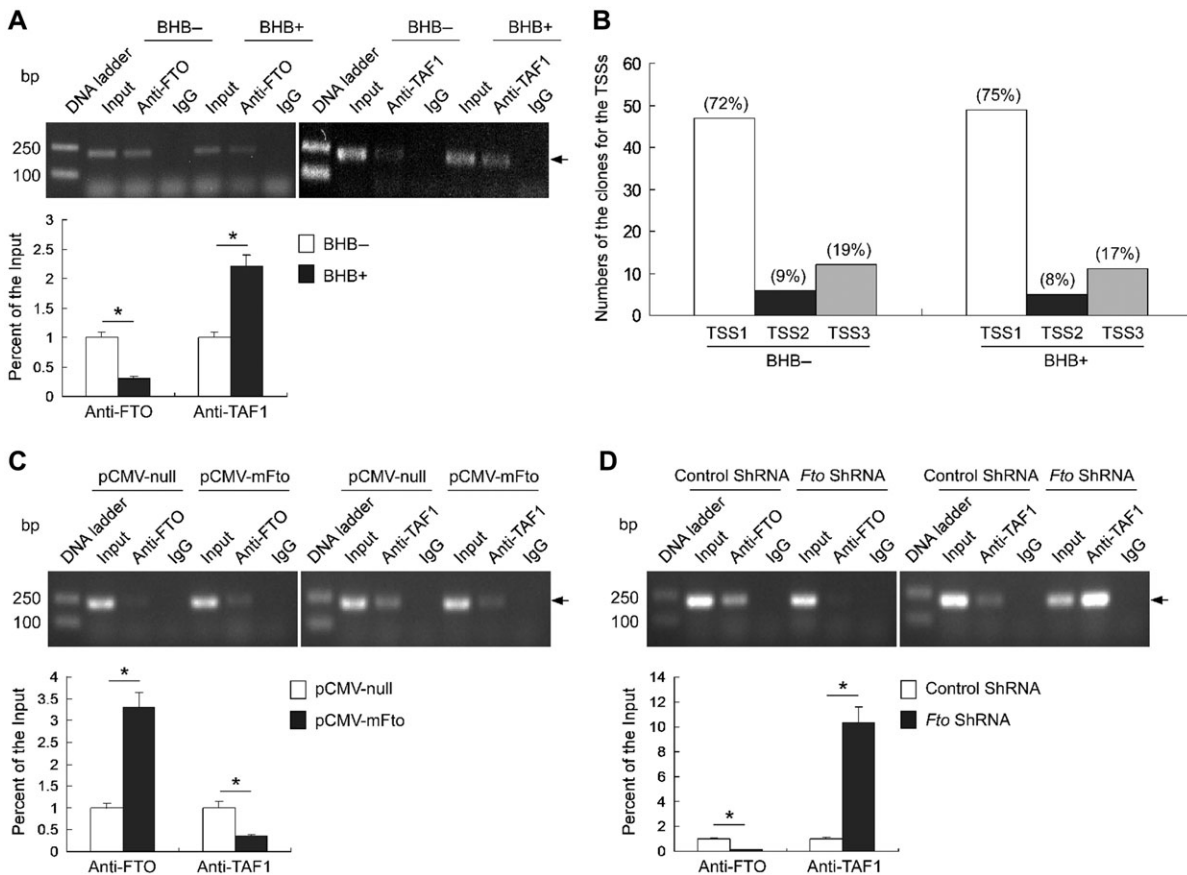 A
BHB– BHB+ BHB– BHB+
bp DNA ladder Input Anti-FTO IgG Input Anti-FTO IgG DNA ladder Input Anti-TAF1 IgG Input Anti-TAF1 IgG
250
100
Percent of the Input
3
2.5
2
1.5
1
0.5
0
* *
BHB–
BHB+
Anti-FTO Anti-TAF1
B
Numbers of the clones for the TSSs
60
50
40
30
20
10
0
(72%) (9%) (19%) (75%) (8%) (17%)
TSS1 TSS2 TSS3 TSS1 TSS2 TSS3
BHB– BHB+
C
pCMV-null pCMV-mFto pCMV-null pCMV-mFto
bp DNA ladder Input Anti-FTO IgG Input Anti-FTO IgG DNA ladder Input Anti-TAF1 IgG Input Anti-TAF1 IgG
250
100
Percent of the Input
4
3.5
3
2.5
2
1.5
1
0.5
0
* *
pCMV-null
pCMV-mFto
Anti-FTO Anti-TAF1
D
Control ShRNA Fto ShRNA Control ShRNA Fto ShRNA
bp DNA ladder Input Anti-FTO IgG Input Anti-FTO IgG DNA ladder Input Anti-TAF1 IgG Input Anti-TAF1 IgG
250
100
Percent of the Input
14
12
10
8
6
4
2
0
* *
Control ShRNA
Fto ShRNA
Anti-FTO Anti-TAF1